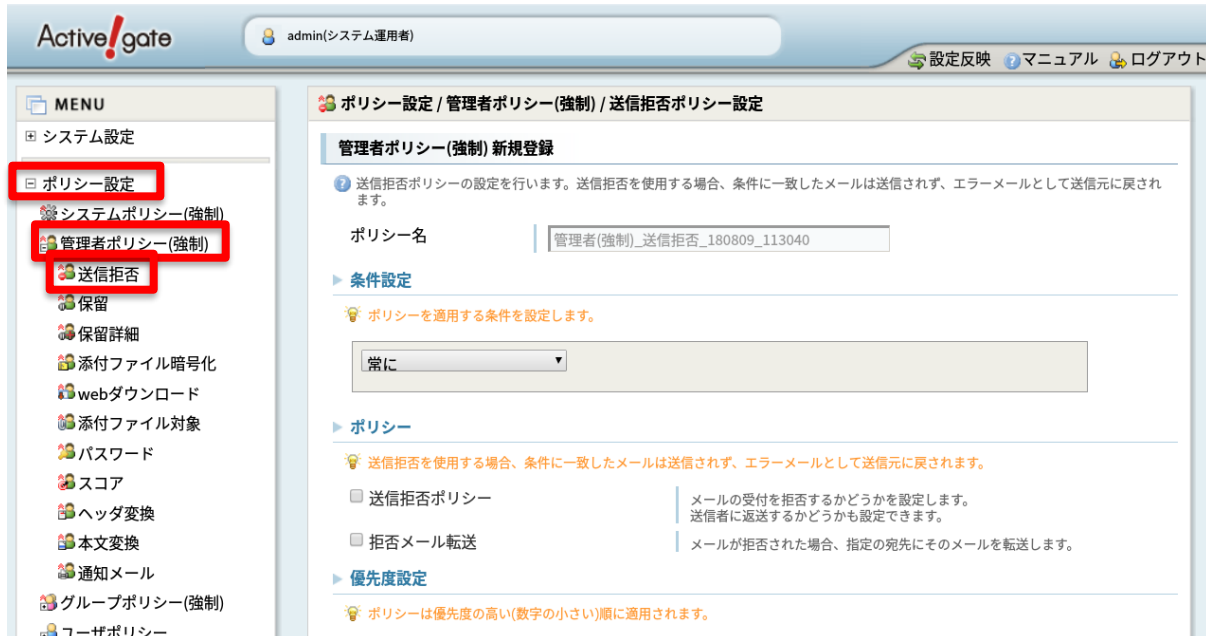 Active!gate
admin(システム運用者)
設定反映 マニュアル ログアウト
MENU
システム設定
ポリシー設定
システムポリシー(強制)
管理者ポリシー(強制)
送信拒否
保留
保留詳細
添付ファイル暗号化
webダウンロード
添付ファイル対象
パスワード
スコア
ヘッダ変換
本文変換
通知メール
グループポリシー(強制)
ユーザポリシー
ポリシー設定 / 管理者ポリシー(強制) / 送信拒否ポリシー設定
管理者ポリシー(強制) 新規登録
送信拒否ポリシーの設定を行います。送信拒否を使用する場合、条件に一致したメールは送信されず、エラーメールとして送信元に戻され
ます。
ポリシー名
管理者(強制)_送信拒否_180809_113040
条件設定
ポリシーを適用する条件を設定します。
常に
ポリシー
送信拒否を使用する場合、条件に一致したメールは送信されず、エラーメールとして送信元に戻されます。
送信拒否ポリシー
メールの受付を拒否するかどうかを設定します。
送信者に返送するかどうかも設定できます。
拒否メール転送
メールが拒否された場合、指定の宛先にそのメールを転送します。
優先度設定
ポリシーは優先度の高い(数字の小さい)順に適用されます。